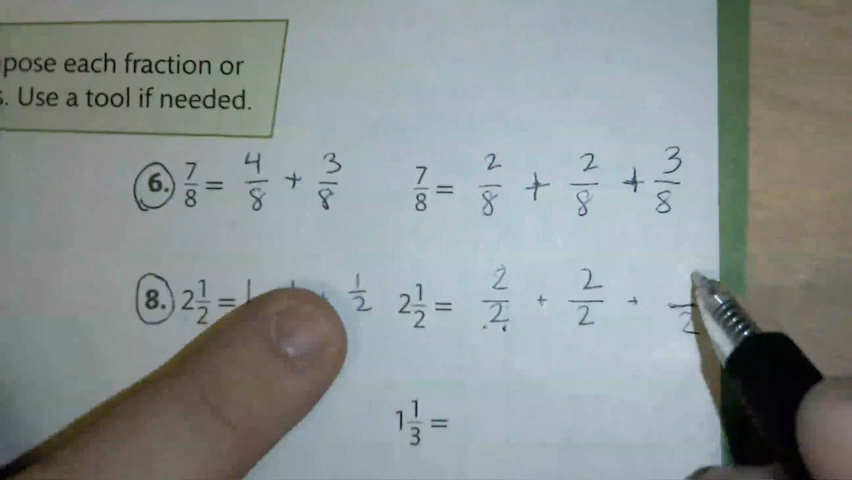 pose each fraction or
s. Use a tool if needed.
6. 7/8 = 4/8 + 3/8 7/8 = 2/8 + 2/8 + 3/8
8. 2 1/2 = 1/2 2 1/2 = 2/2 + 2/2 + /2
1 1/3 =